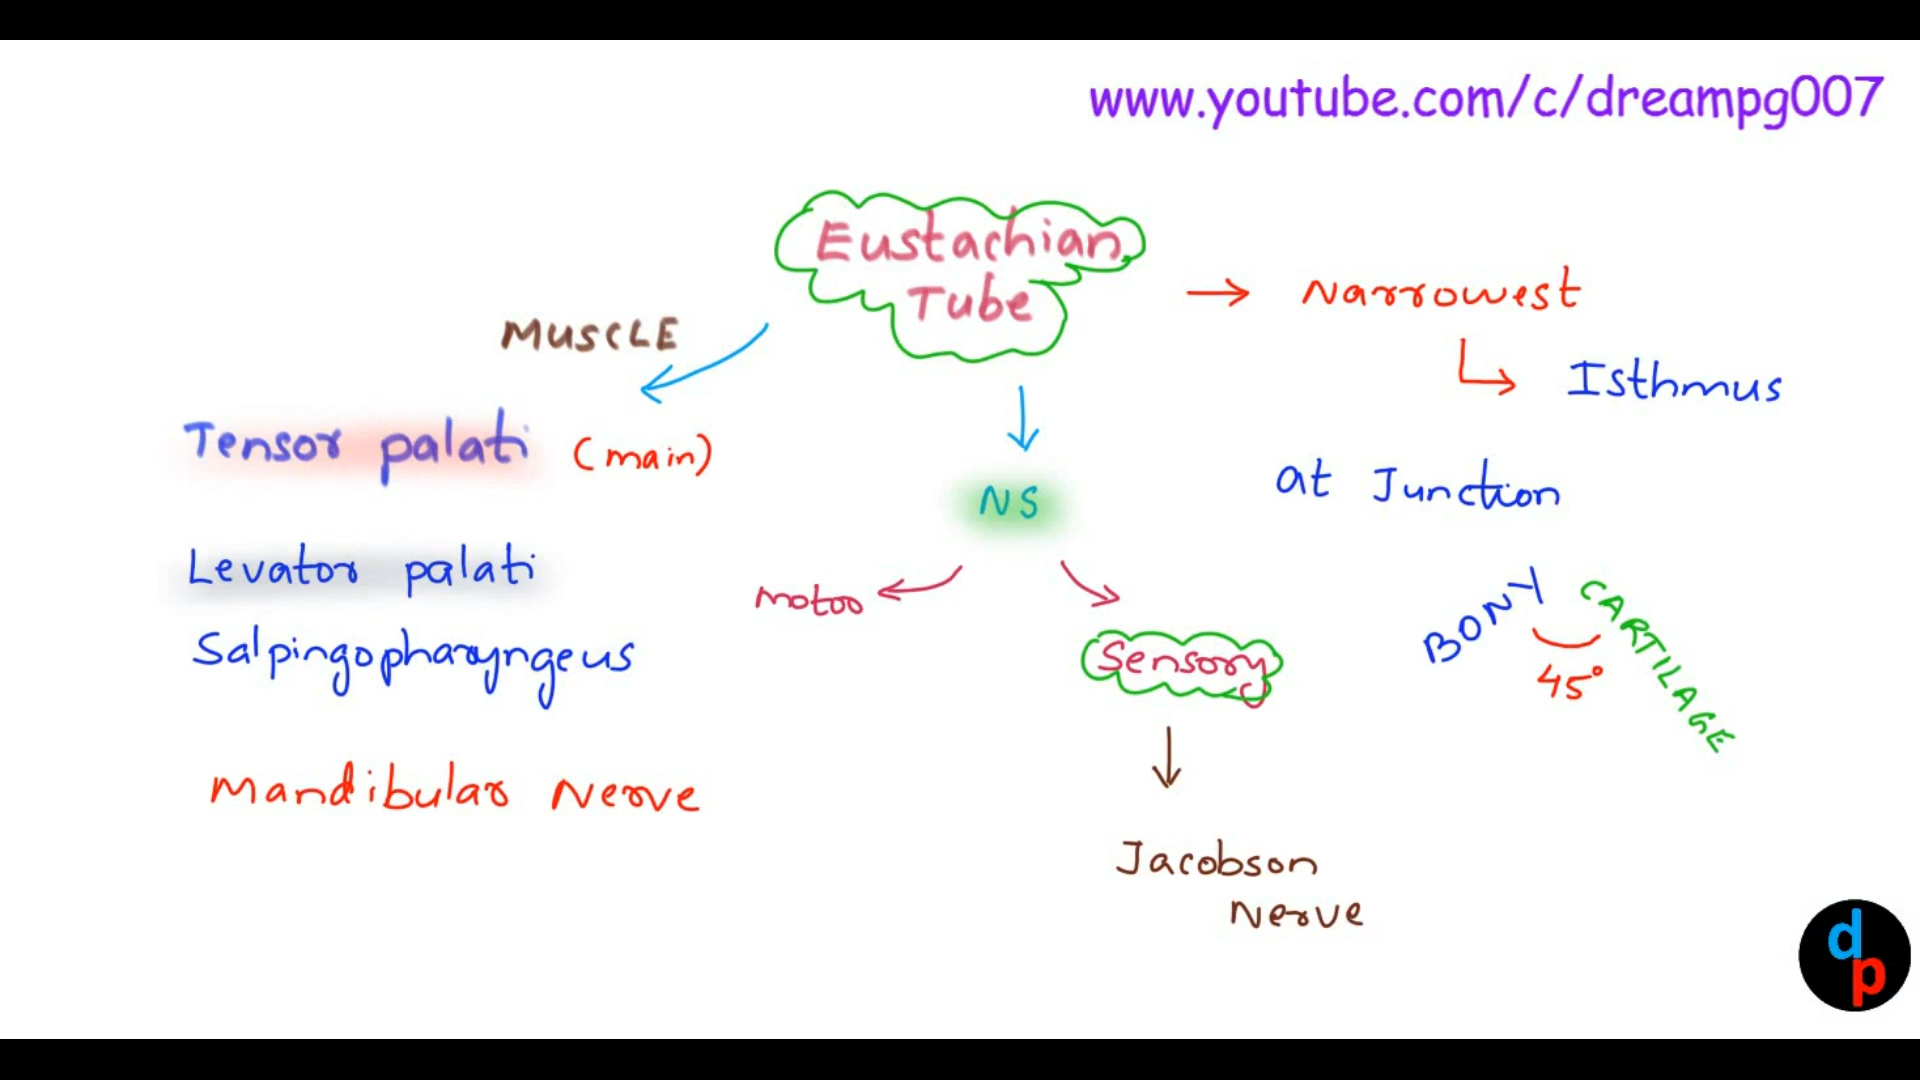 www.youtube.com/c/dreampg007
Eustachian
Tube
MUSCLE
Tensor palati (main)
Levator palati
Salpingopharyngeus
Mandibular Nerve
NS
Motor
Sensory
Jacobson
Nerve
Narrowest
Isthmus
at Junction
BONY
CARTILAGE
45°
dp